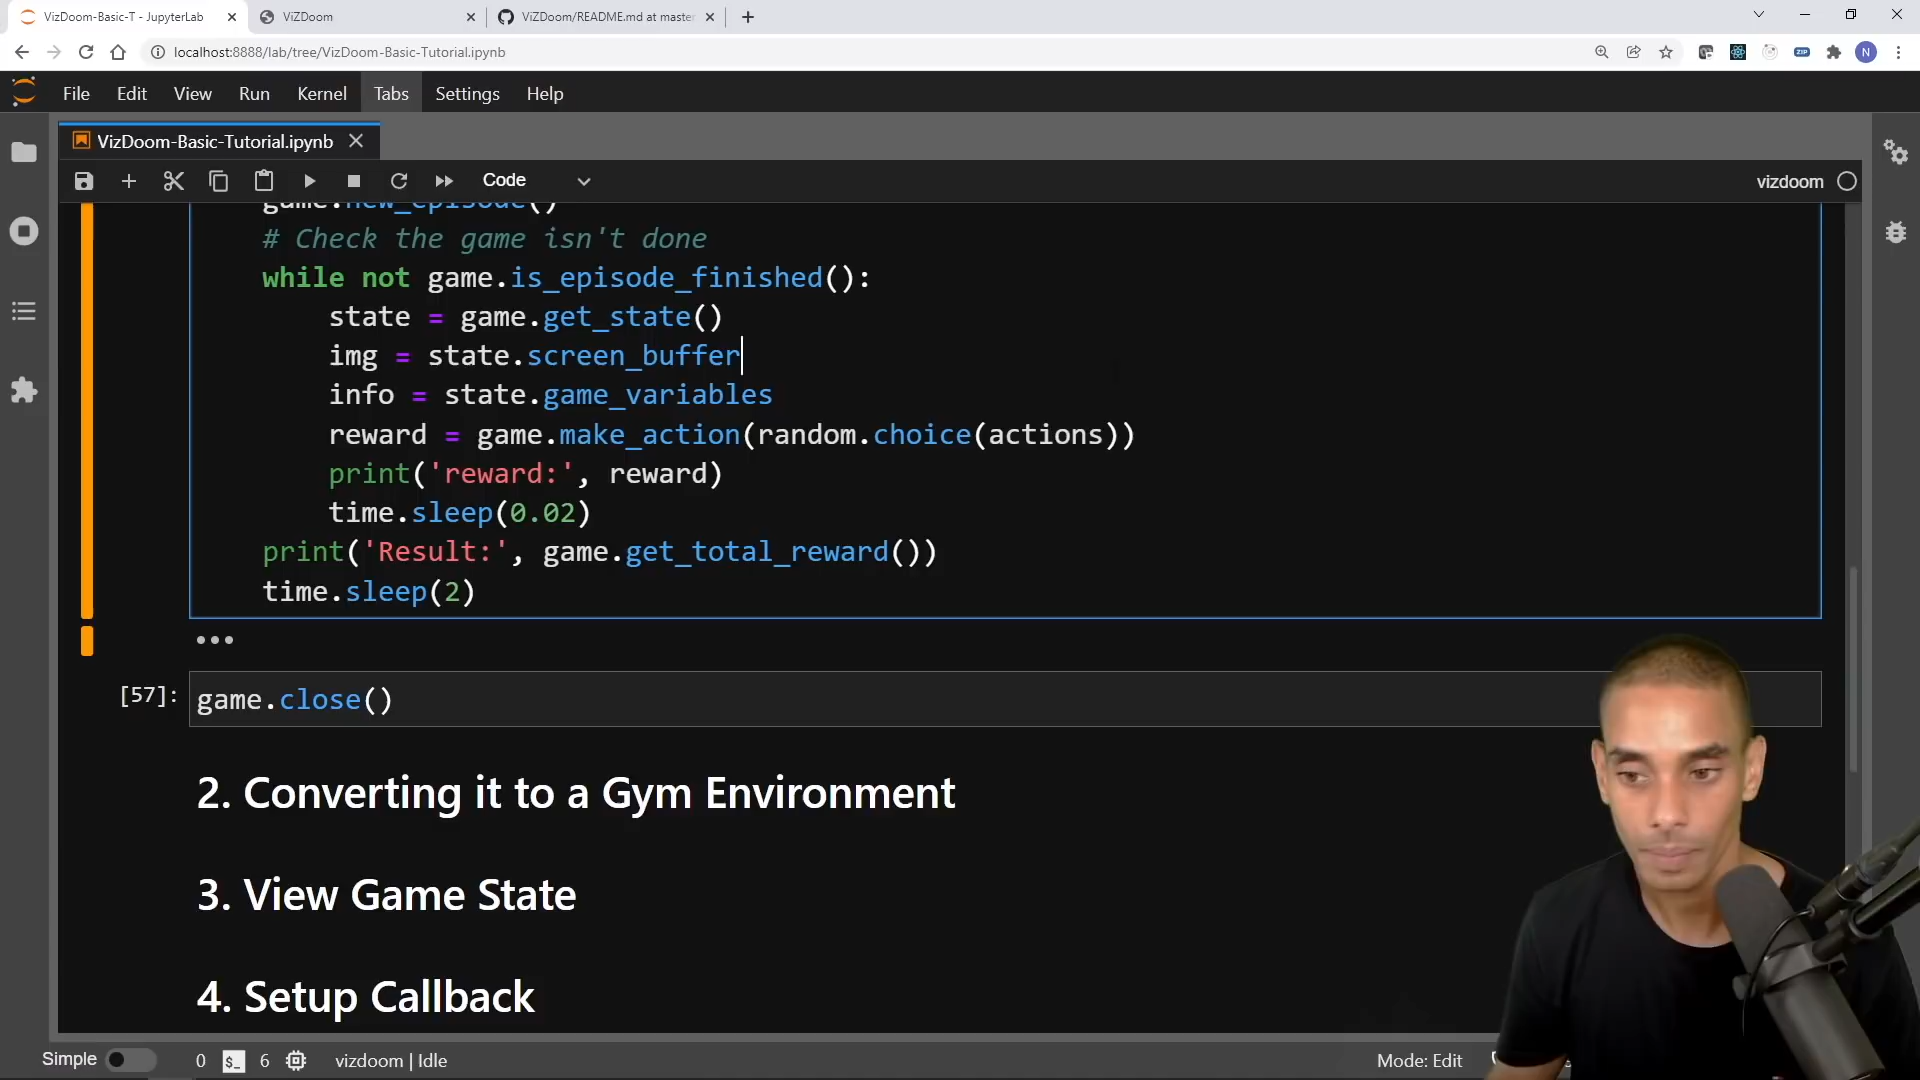 VizDoom-Basic-T - JupyterLab
ViZDoom
ViZDoom/README.md at master
localhost:8888/lab/tree/VizDoom-Basic-Tutorial.ipynb
ZIP
N
File Edit View Run Kernel Tabs Settings Help
VizDoom-Basic-Tutorial.ipynb
Code
vizdoom
game.new_episode()
# Check the game isn't done
while not game.is_episode_finished():
state = game.get_state()
img = state.screen_buffer
info = state.game_variables
reward = game.make_action(random.choice(actions))
print('reward:', reward)
time.sleep(0.02)
print('Result:', game.get_total_reward())
time.sleep(2)
[57]: game.close()
2. Converting it to a Gym Environment
3. View Game State
4. Setup Callback
Simple 0 $_ 6 vizdoom | Idle Mode: Edit